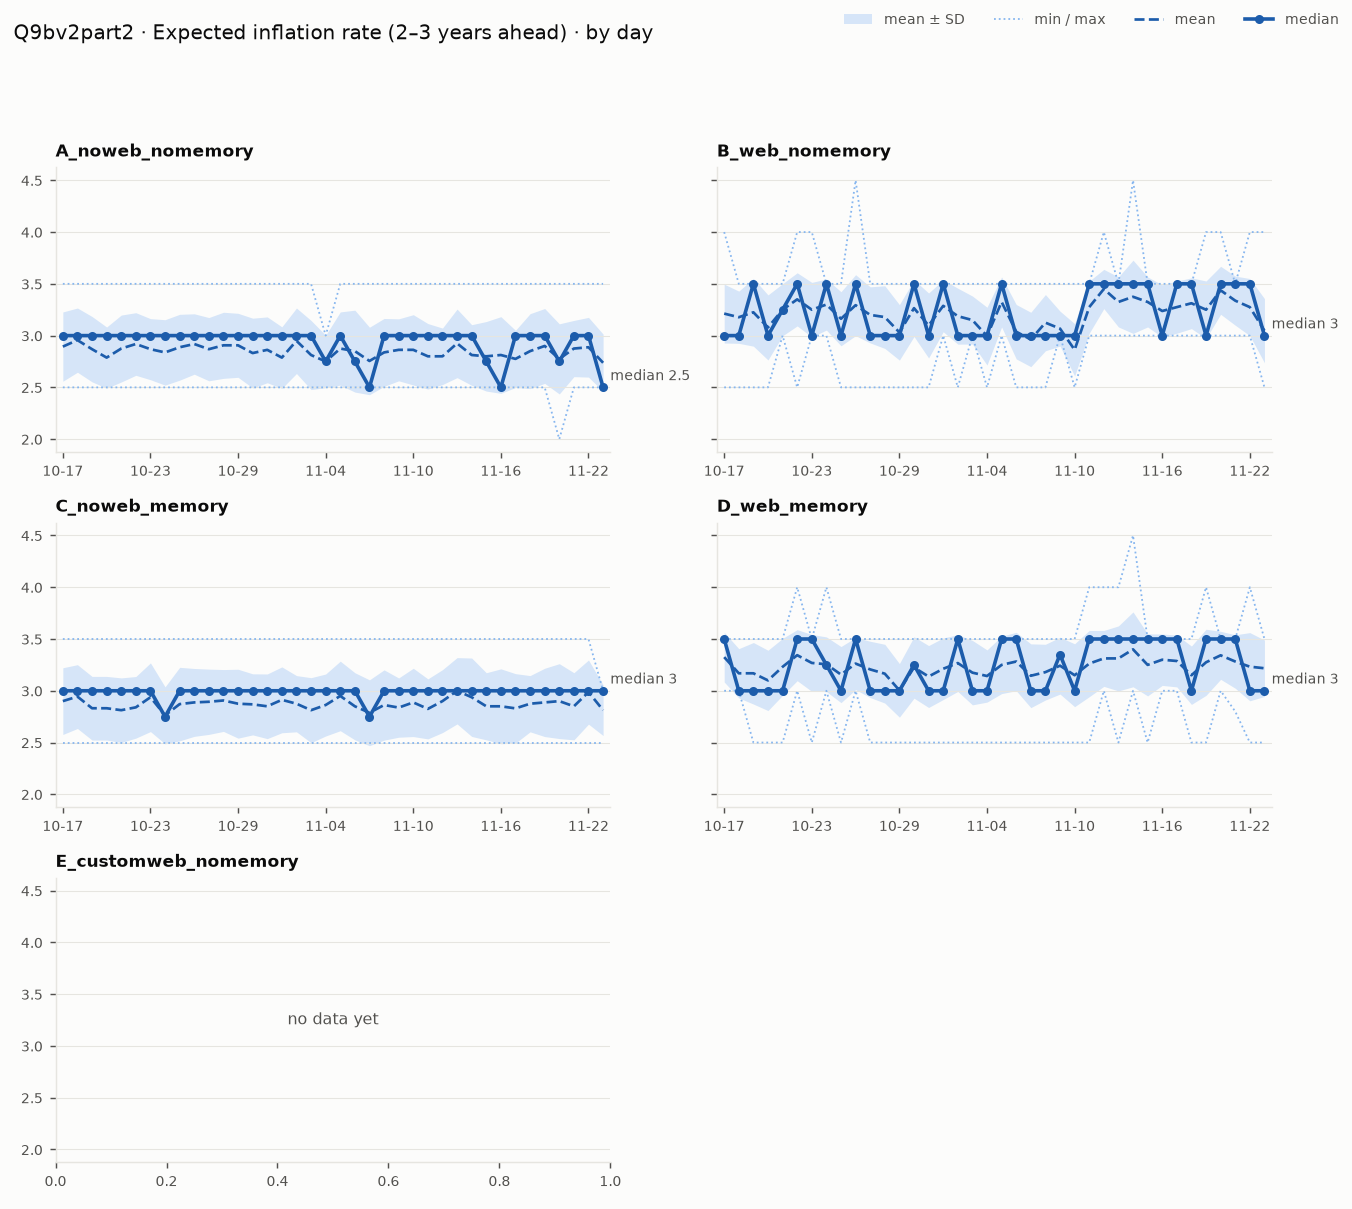 mean ± SD   min / max   mean   median
Q9bv2part2 · Expected inflation rate (2–3 years ahead) · by day
A_noweb_nomemory
4.5
4.0
3.5
3.0
2.5
2.0
median 2.5
10-17 10-23 10-29 11-04 11-10 11-16 11-22
B_web_nomemory
median 3
10-17 10-23 10-29 11-04 11-10 11-16 11-22
C_noweb_memory
4.5
4.0
3.5
3.0
2.5
2.0
median 3
10-17 10-23 10-29 11-04 11-10 11-16 11-22
D_web_memory
median 3
10-17 10-23 10-29 11-04 11-10 11-16 11-22
E_customweb_nomemory
4.5
4.0
3.5
3.0
2.5
2.0
no data yet
0.0 0.2 0.4 0.6 0.8 1.0